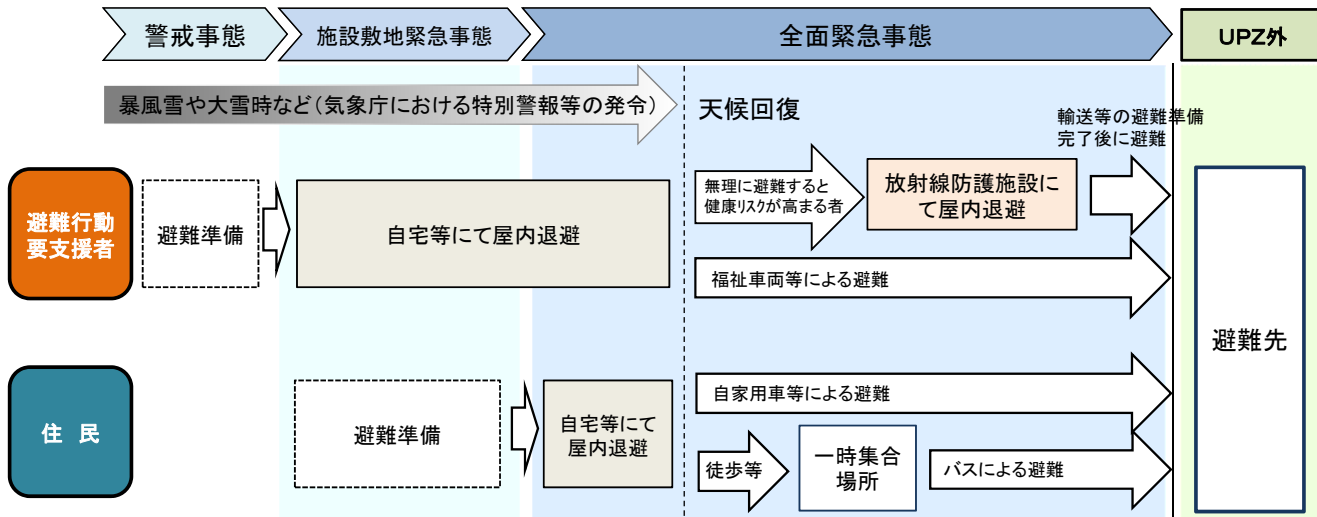 警戒事態
施設敷地緊急事態
全面緊急事態
UPZ外
暴風雪や大雪時など(気象庁における特別警報等の発令)
天候回復
輸送等の避難準備
完了後に避難
避難行動
要支援者
避難準備
自宅等にて屋内退避
無理に避難すると
健康リスクが高まる者
放射線防護施設に
て屋内退避
福祉車両等による避難
避難先
住 民
避難準備
自宅等にて
屋内退避
自家用車等による避難
徒歩等
一時集合
場所
バスによる避難